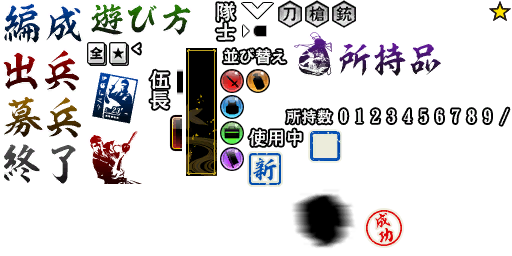 編成
遊び方
出兵
募兵
終了
全
伍長
隊士
刀
槍
銃
並び替え
所持品
所持数 0123456789/
使用中
新
成功